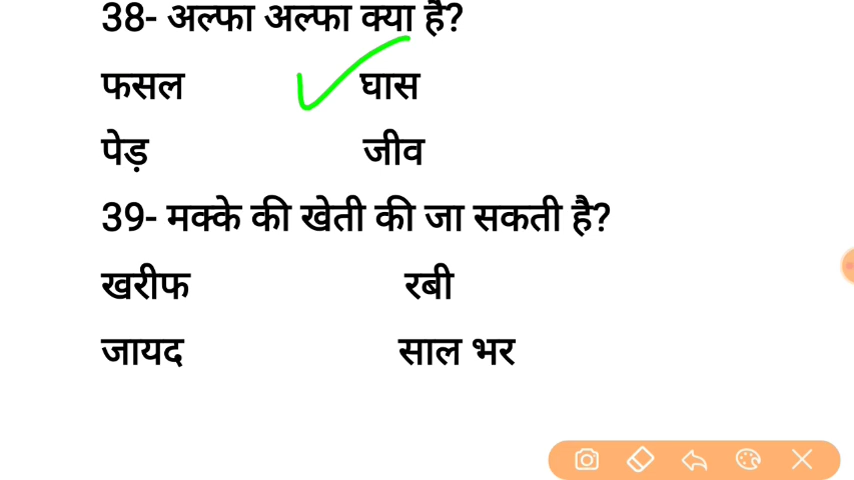 38- अल्फा अल्फा क्या है?
फसल घास
पेड़ जीव
39- मक्के की खेती की जा सकती है?
खरीफ रबी
जायद साल भर